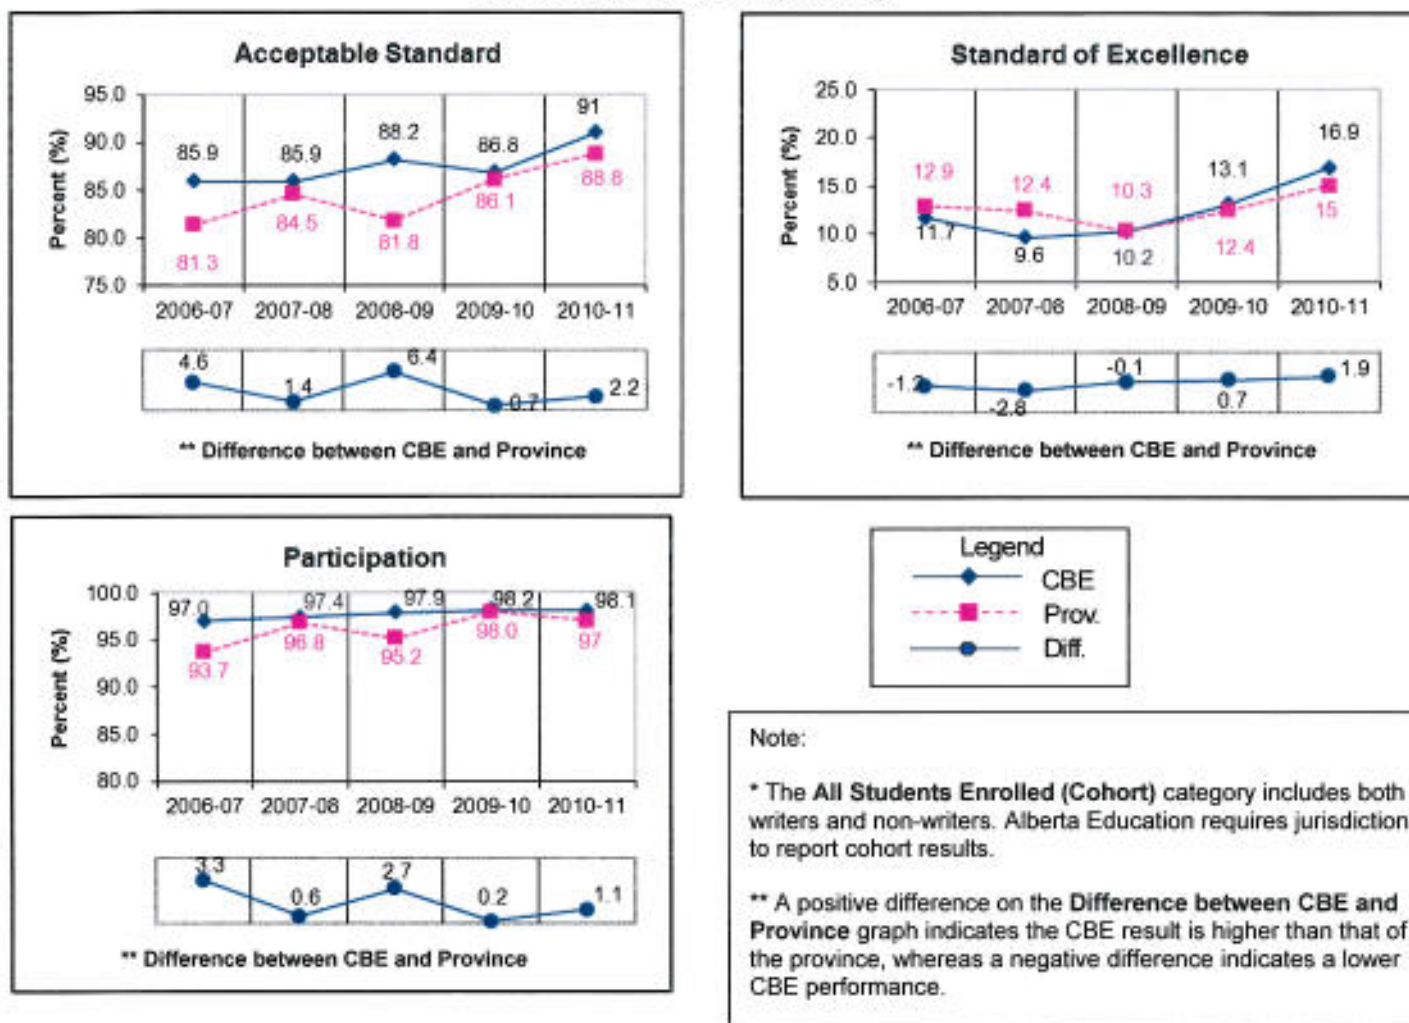 Acceptable Standard
Percent (%)
95.0
90.0
85.0
80.0
75.0
85.9
85.9
88.2
86.8
91
81.3
84.5
81.8
86.1
88.8
2006-07 2007-08 2008-09 2009-10 2010-11
4.6
1.4
6.4
0.7
2.2
** Difference between CBE and Province
Standard of Excellence
Percent (%)
25.0
20.0
15.0
10.0
5.0
12.9
12.4
10.3
13.1
16.9
11.7
9.6
10.2
12.4
15
2006-07 2007-08 2008-09 2009-10 2010-11
-1.2
-2.8
-0.1
0.7
1.9
** Difference between CBE and Province
Participation
Percent (%)
100.0
95.0
90.0
85.0
80.0
97.0
97.4
97.9
98.2
98.1
93.7
96.8
95.2
98.0
97
2006-07 2007-08 2008-09 2009-10 2010-11
3.3
0.6
2.7
0.2
1.1
** Difference between CBE and Province
Legend
CBE
Prov.
Diff.
Note:
* The All Students Enrolled (Cohort) category includes both
writers and non-writers. Alberta Education requires jurisdiction
to report cohort results.
** A positive difference on the Difference between CBE and
Province graph indicates the CBE result is higher than that of
the province, whereas a negative difference indicates a lower
CBE performance.